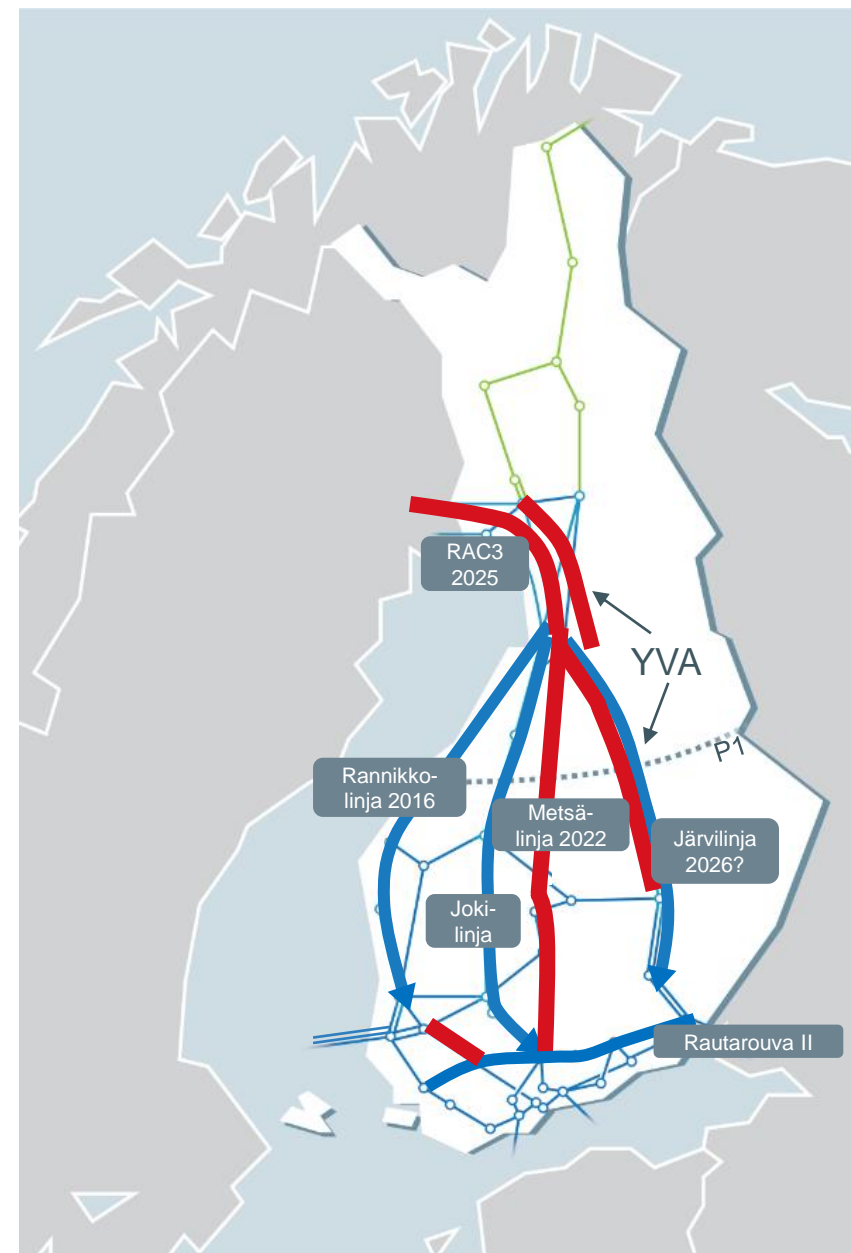 RAC3
2025
YVA
P1
Rannikko-
linja 2016
Metsä-
linja 2022
Järvilinja
2026?
Joki-
linja
Rautarouva II